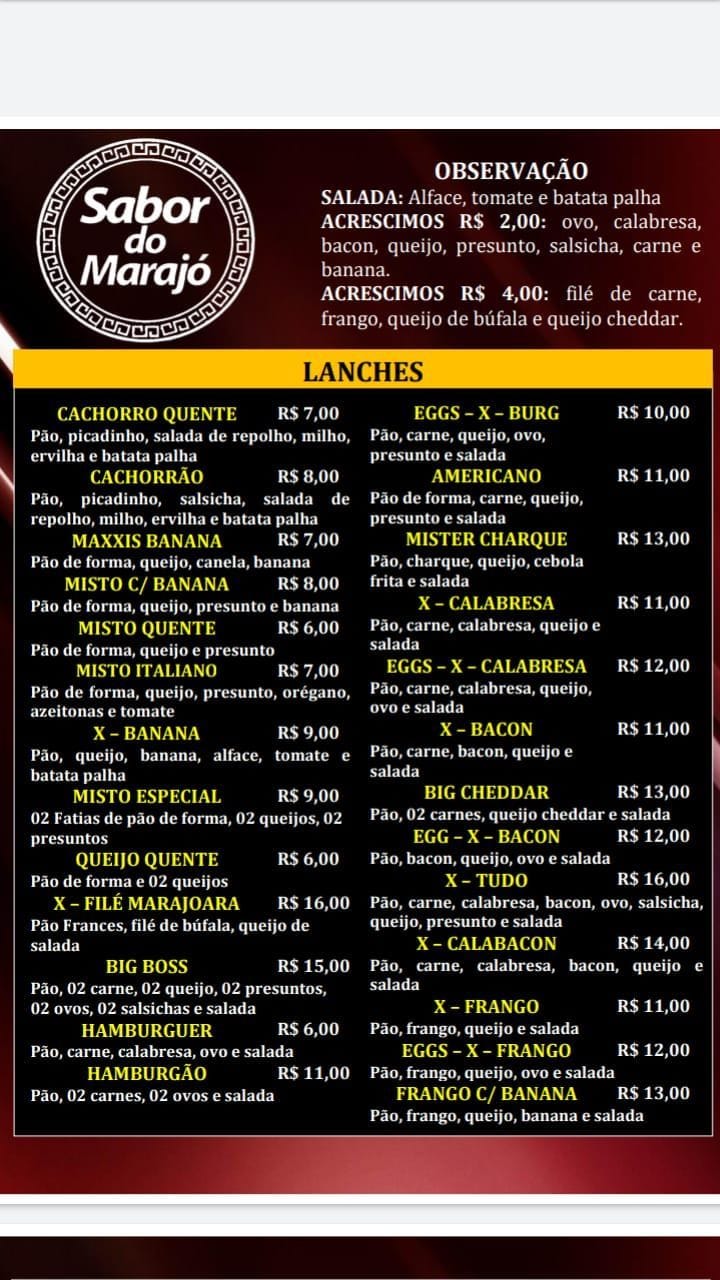 Sabor
do
Marajó
OBSERVAÇÃO
SALADA: Alface, tomate e batata palha
ACRESCIMOS R$ 2,00: ovo, calabresa,
bacon, queijo, presunto, salsicha, carne e
banana.
ACRESCIMOS R$ 4,00: filé de carne,
frango, queijo de búfala e queijo cheddar.
LANCHES
CACHORRO QUENTE R$ 7,00
Pão, picadinho, salada de repolho, milho,
ervilha e batata palha
CACHORRÃO R$ 8,00
Pão, picadinho, salsicha, salada de
repolho, milho, ervilha e batata palha
MAXXIS BANANA R$ 7,00
Pão de forma, queijo, canela, banana
MISTO C/ BANANA R$ 8,00
Pão de forma, queijo, presunto e banana
MISTO QUENTE R$ 6,00
Pão de forma, queijo e presunto
MISTO ITALIANO R$ 7,00
Pão de forma, queijo, presunto, orégano,
azeitonas e tomate
X – BANANA R$ 9,00
Pão, queijo, banana, alface, tomate e
batata palha
MISTO ESPECIAL R$ 9,00
02 Fatias de pão de forma, 02 queijos, 02
presuntos
QUEIJO QUENTE R$ 6,00
Pão de forma e 02 queijos
X – FILÉ MARAJOARA R$ 16,00
Pão Frances, filé de búfala, queijo de
salada
BIG BOSS R$ 15,00
Pão, 02 carne, 02 queijo, 02 presuntos,
02 ovos, 02 salsichas e salada
HAMBURGUER R$ 6,00
Pão, carne, calabresa, ovo e salada
HAMBURGÃO R$ 11,00
Pão, 02 carnes, 02 ovos e salada
EGGS – X – BURG R$ 10,00
Pão, carne, queijo, ovo,
presunto e salada
AMERICANO R$ 11,00
Pão de forma, carne, queijo,
presunto e salada
MISTER CHARQUE R$ 13,00
Pão, charque, queijo, cebola
frita e salada
X – CALABRESA R$ 11,00
Pão, carne, calabresa, queijo e
salada
EGGS – X – CALABRESA R$ 12,00
Pão, carne, calabresa, queijo,
ovo e salada
X – BACON R$ 11,00
Pão, carne, bacon, queijo e
salada
BIG CHEDDAR R$ 13,00
Pão, 02 carnes, queijo cheddar e salada
EGG – X – BACON R$ 12,00
Pão, bacon, queijo, ovo e salada
X – TUDO R$ 16,00
Pão, carne, calabresa, bacon, ovo, salsicha,
queijo, presunto e salada
X – CALABACON R$ 14,00
Pão, carne, calabresa, bacon, queijo e
salada
X – FRANGO R$ 11,00
Pão, frango, queijo e salada
EGGS – X – FRANGO R$ 12,00
Pão, frango, queijo, ovo e salada
FRANGO C/ BANANA R$ 13,00
Pão, frango, queijo, banana e salada